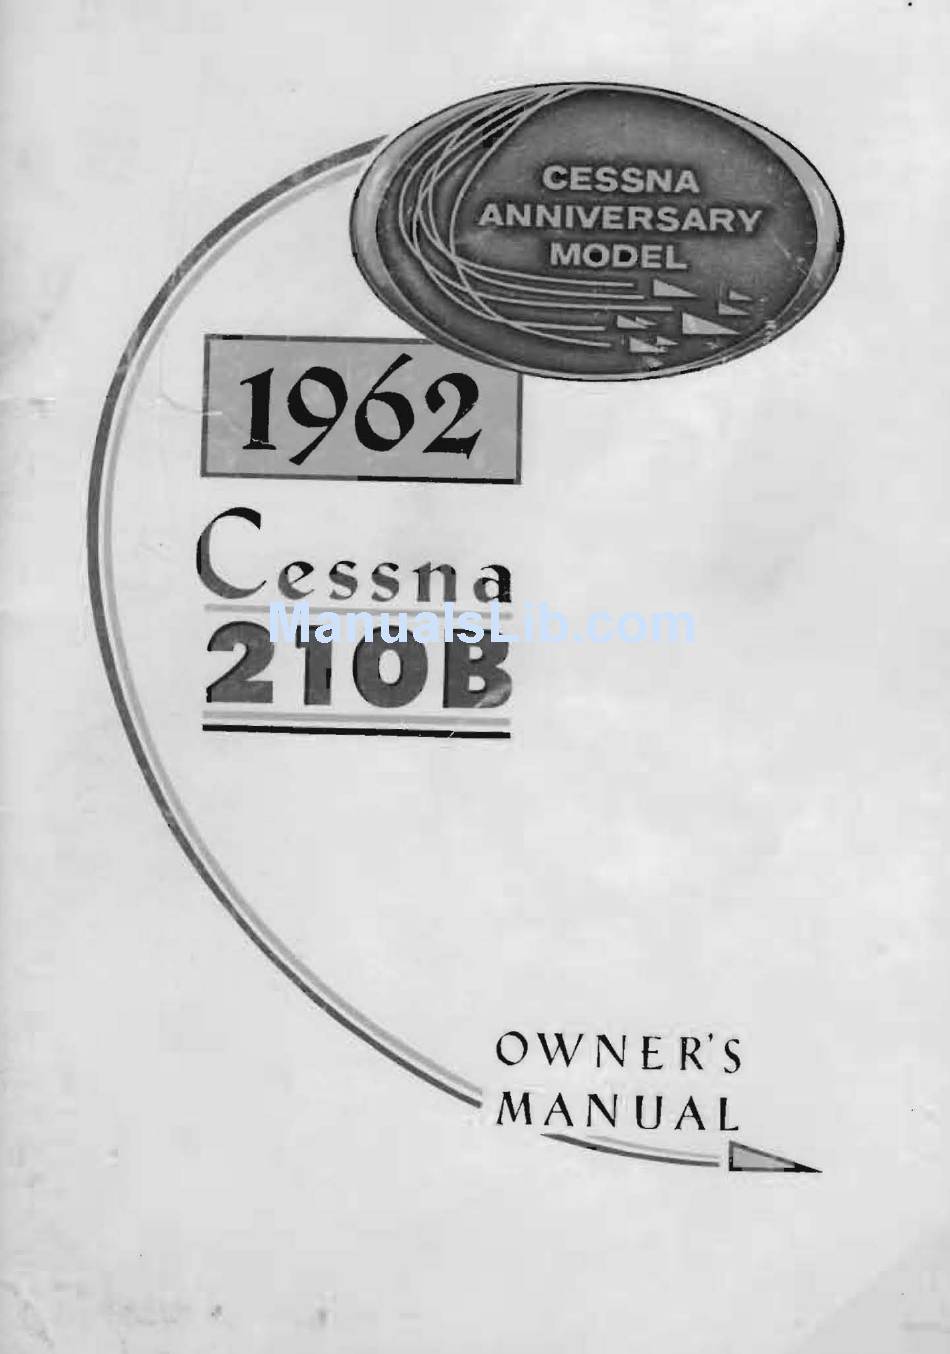 CESSNA
ANNIVERSARY
MODEL
1962
Cessna
ManualsLib.com
210B
OWNER'S
MANUAL